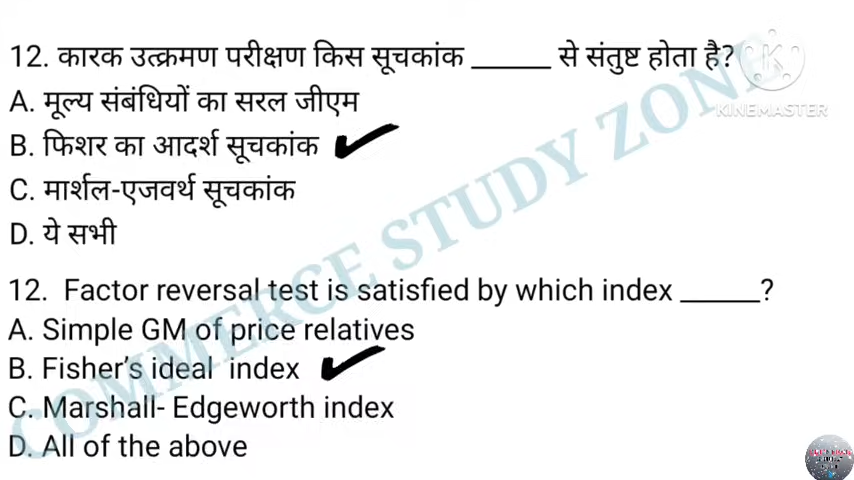 12. कारक उत्क्रमण परीक्षण किस सूचकांक ______ से संतुष्ट होता है?
A. मूल्य संबंधियों का सरल जीएम
B. फिशर का आदर्श सूचकांक
C. मार्शल-एजवर्थ सूचकांक
D. ये सभी
12. Factor reversal test is satisfied by which index ______?
A. Simple GM of price relatives
B. Fisher's ideal index
C. Marshall- Edgeworth index
D. All of the above
COMMERCE STUDY ZONE
KINEMASTER